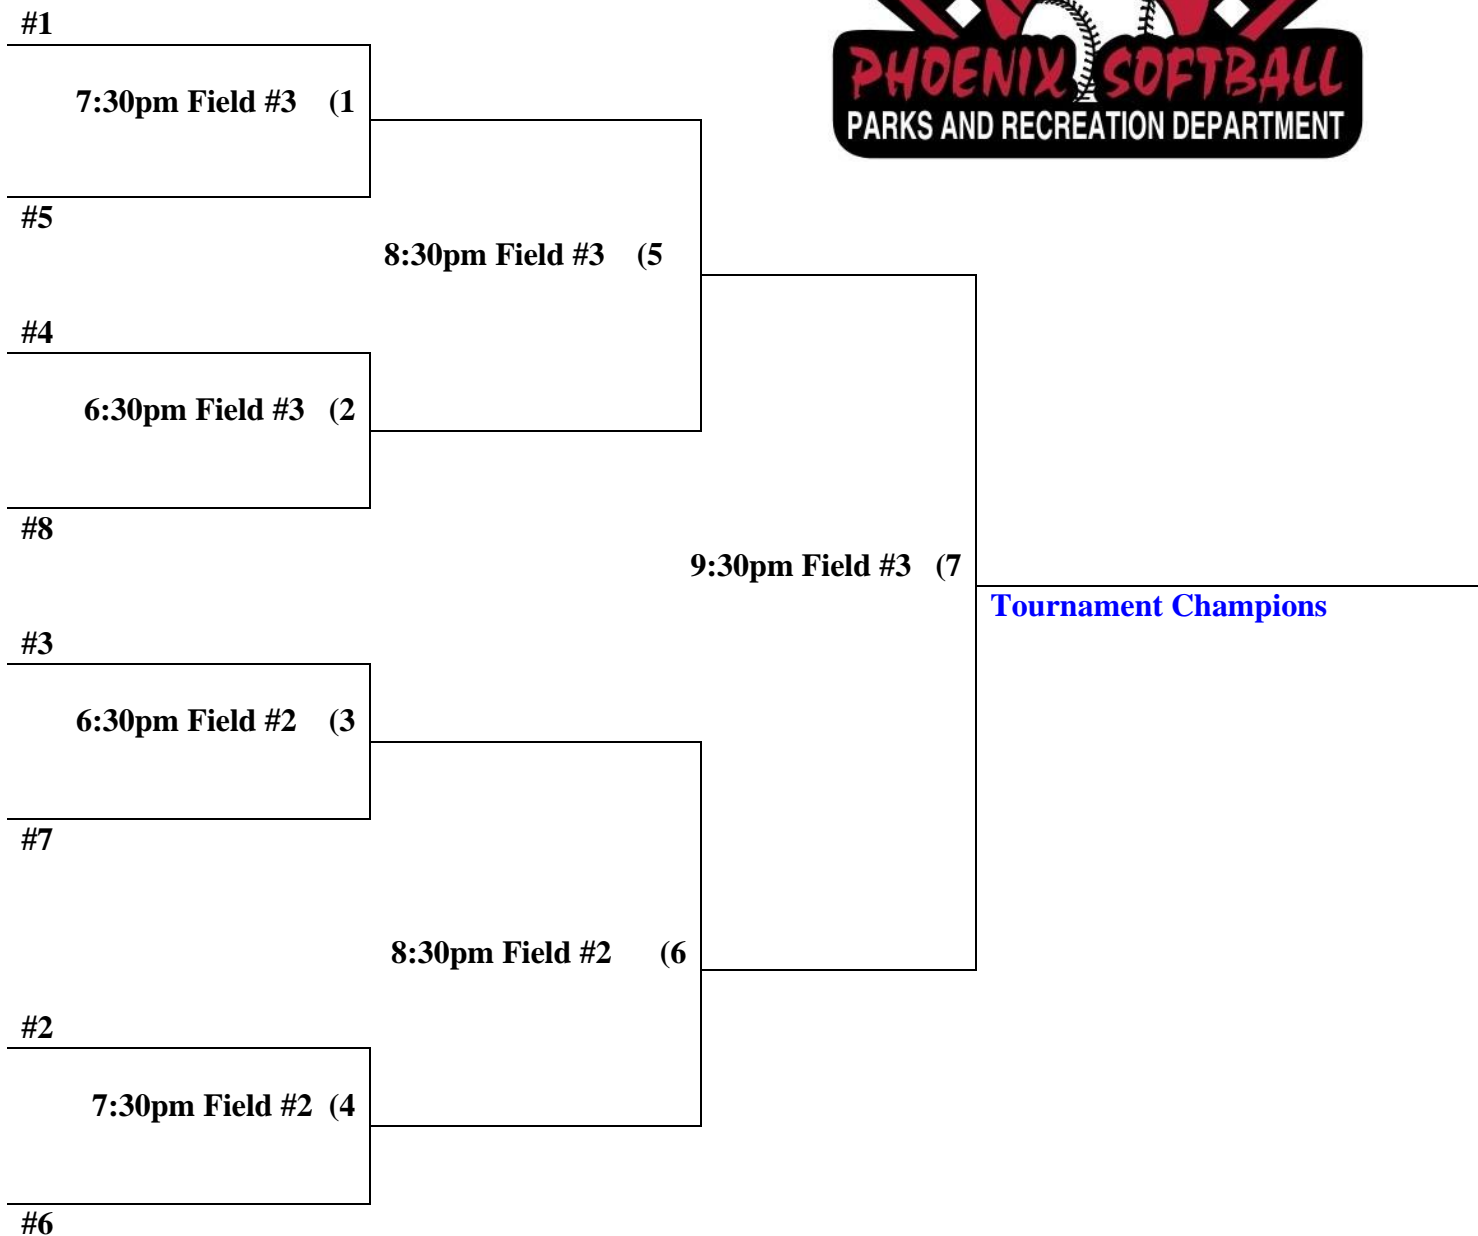 #1
PHOENIX SOFTBALL
PARKS AND RECREATION DEPARTMENT
7:30pm Field #3 (1
#5
8:30pm Field #3 (5
#4
6:30pm Field #3 (2
#8
9:30pm Field #3 (7
Tournament Champions
#3
6:30pm Field #2 (3
#7
8:30pm Field #2 (6
#2
7:30pm Field #2 (4
#6